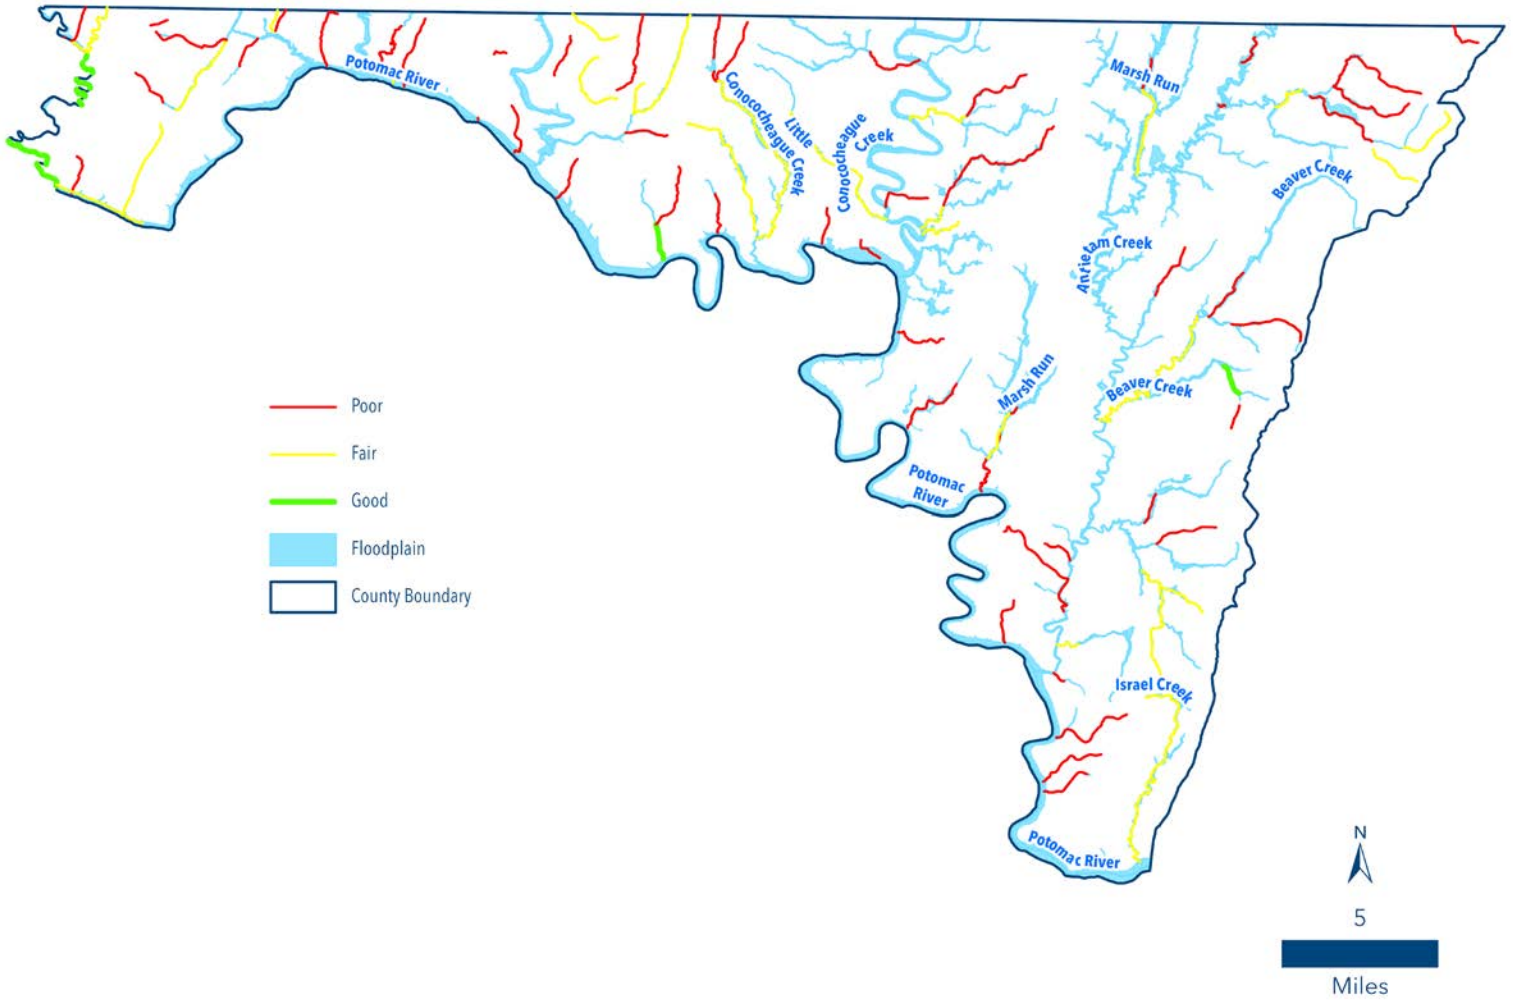 Potomac River
Conococheague Creek
Little
Conococheague
Creek
Marsh Run
Beaver Creek
Antietam Creek
Marsh Run
Beaver Creek
Potomac
River
Israel Creek
Potomac River
Poor
Fair
Good
Floodplain
County Boundary
N
5
Miles